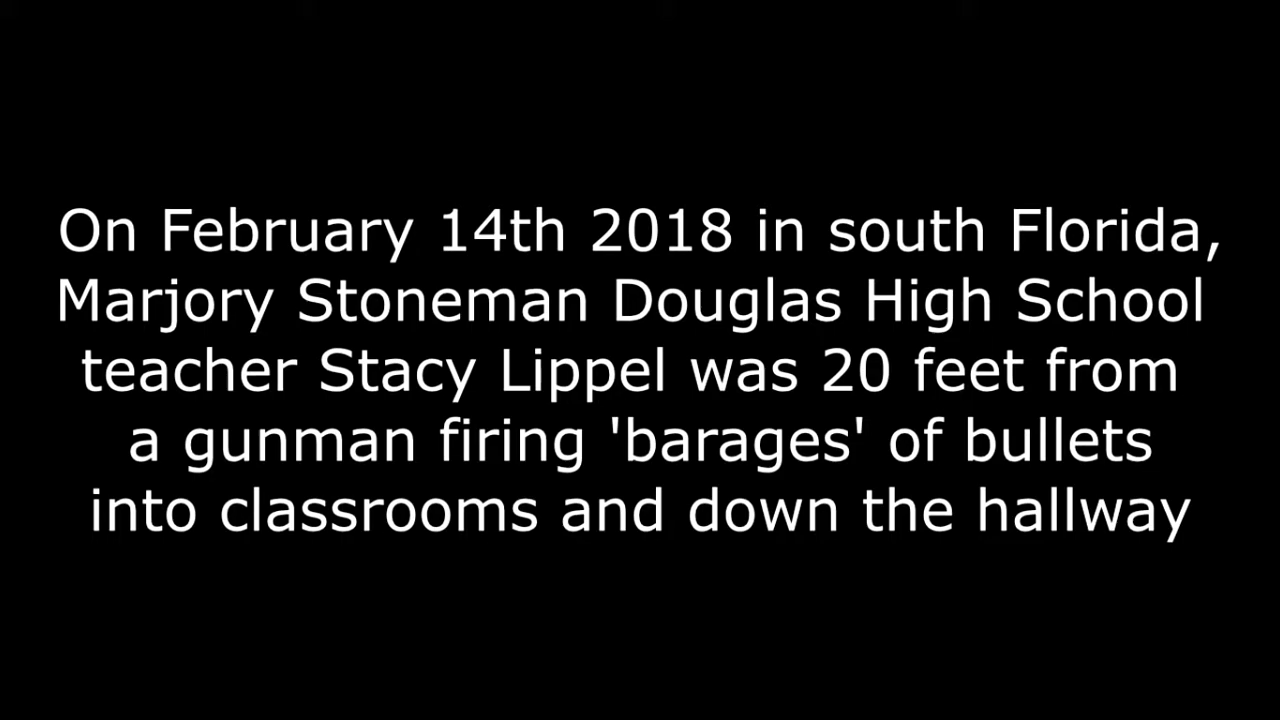 On February 14th 2018 in south Florida,
Marjory Stoneman Douglas High School
teacher Stacy Lippel was 20 feet from
a gunman firing 'barages' of bullets
into classrooms and down the hallway